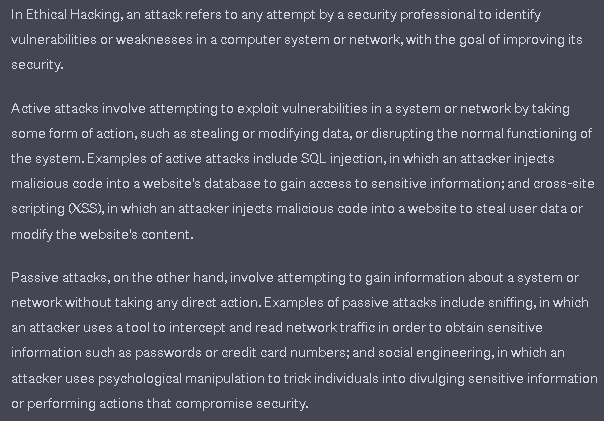 In Ethical Hacking, an attack refers to any attempt by a security professional to identify
vulnerabilities or weaknesses in a computer system or network, with the goal of improving its
security.
Active attacks involve attempting to exploit vulnerabilities in a system or network by taking
some form of action, such as stealing or modifying data, or disrupting the normal functioning of
the system. Examples of active attacks include SQL injection, in which an attacker injects
malicious code into a website's database to gain access to sensitive information; and cross-site
scripting (XSS), in which an attacker injects malicious code into a website to steal user data or
modify the website's content.
Passive attacks, on the other hand, involve attempting to gain information about a system or
network without taking any direct action. Examples of passive attacks include sniffing, in which
an attacker uses a tool to intercept and read network traffic in order to obtain sensitive
information such as passwords or credit card numbers; and social engineering, in which an
attacker uses psychological manipulation to trick individuals into divulging sensitive information
or performing actions that compromise security.